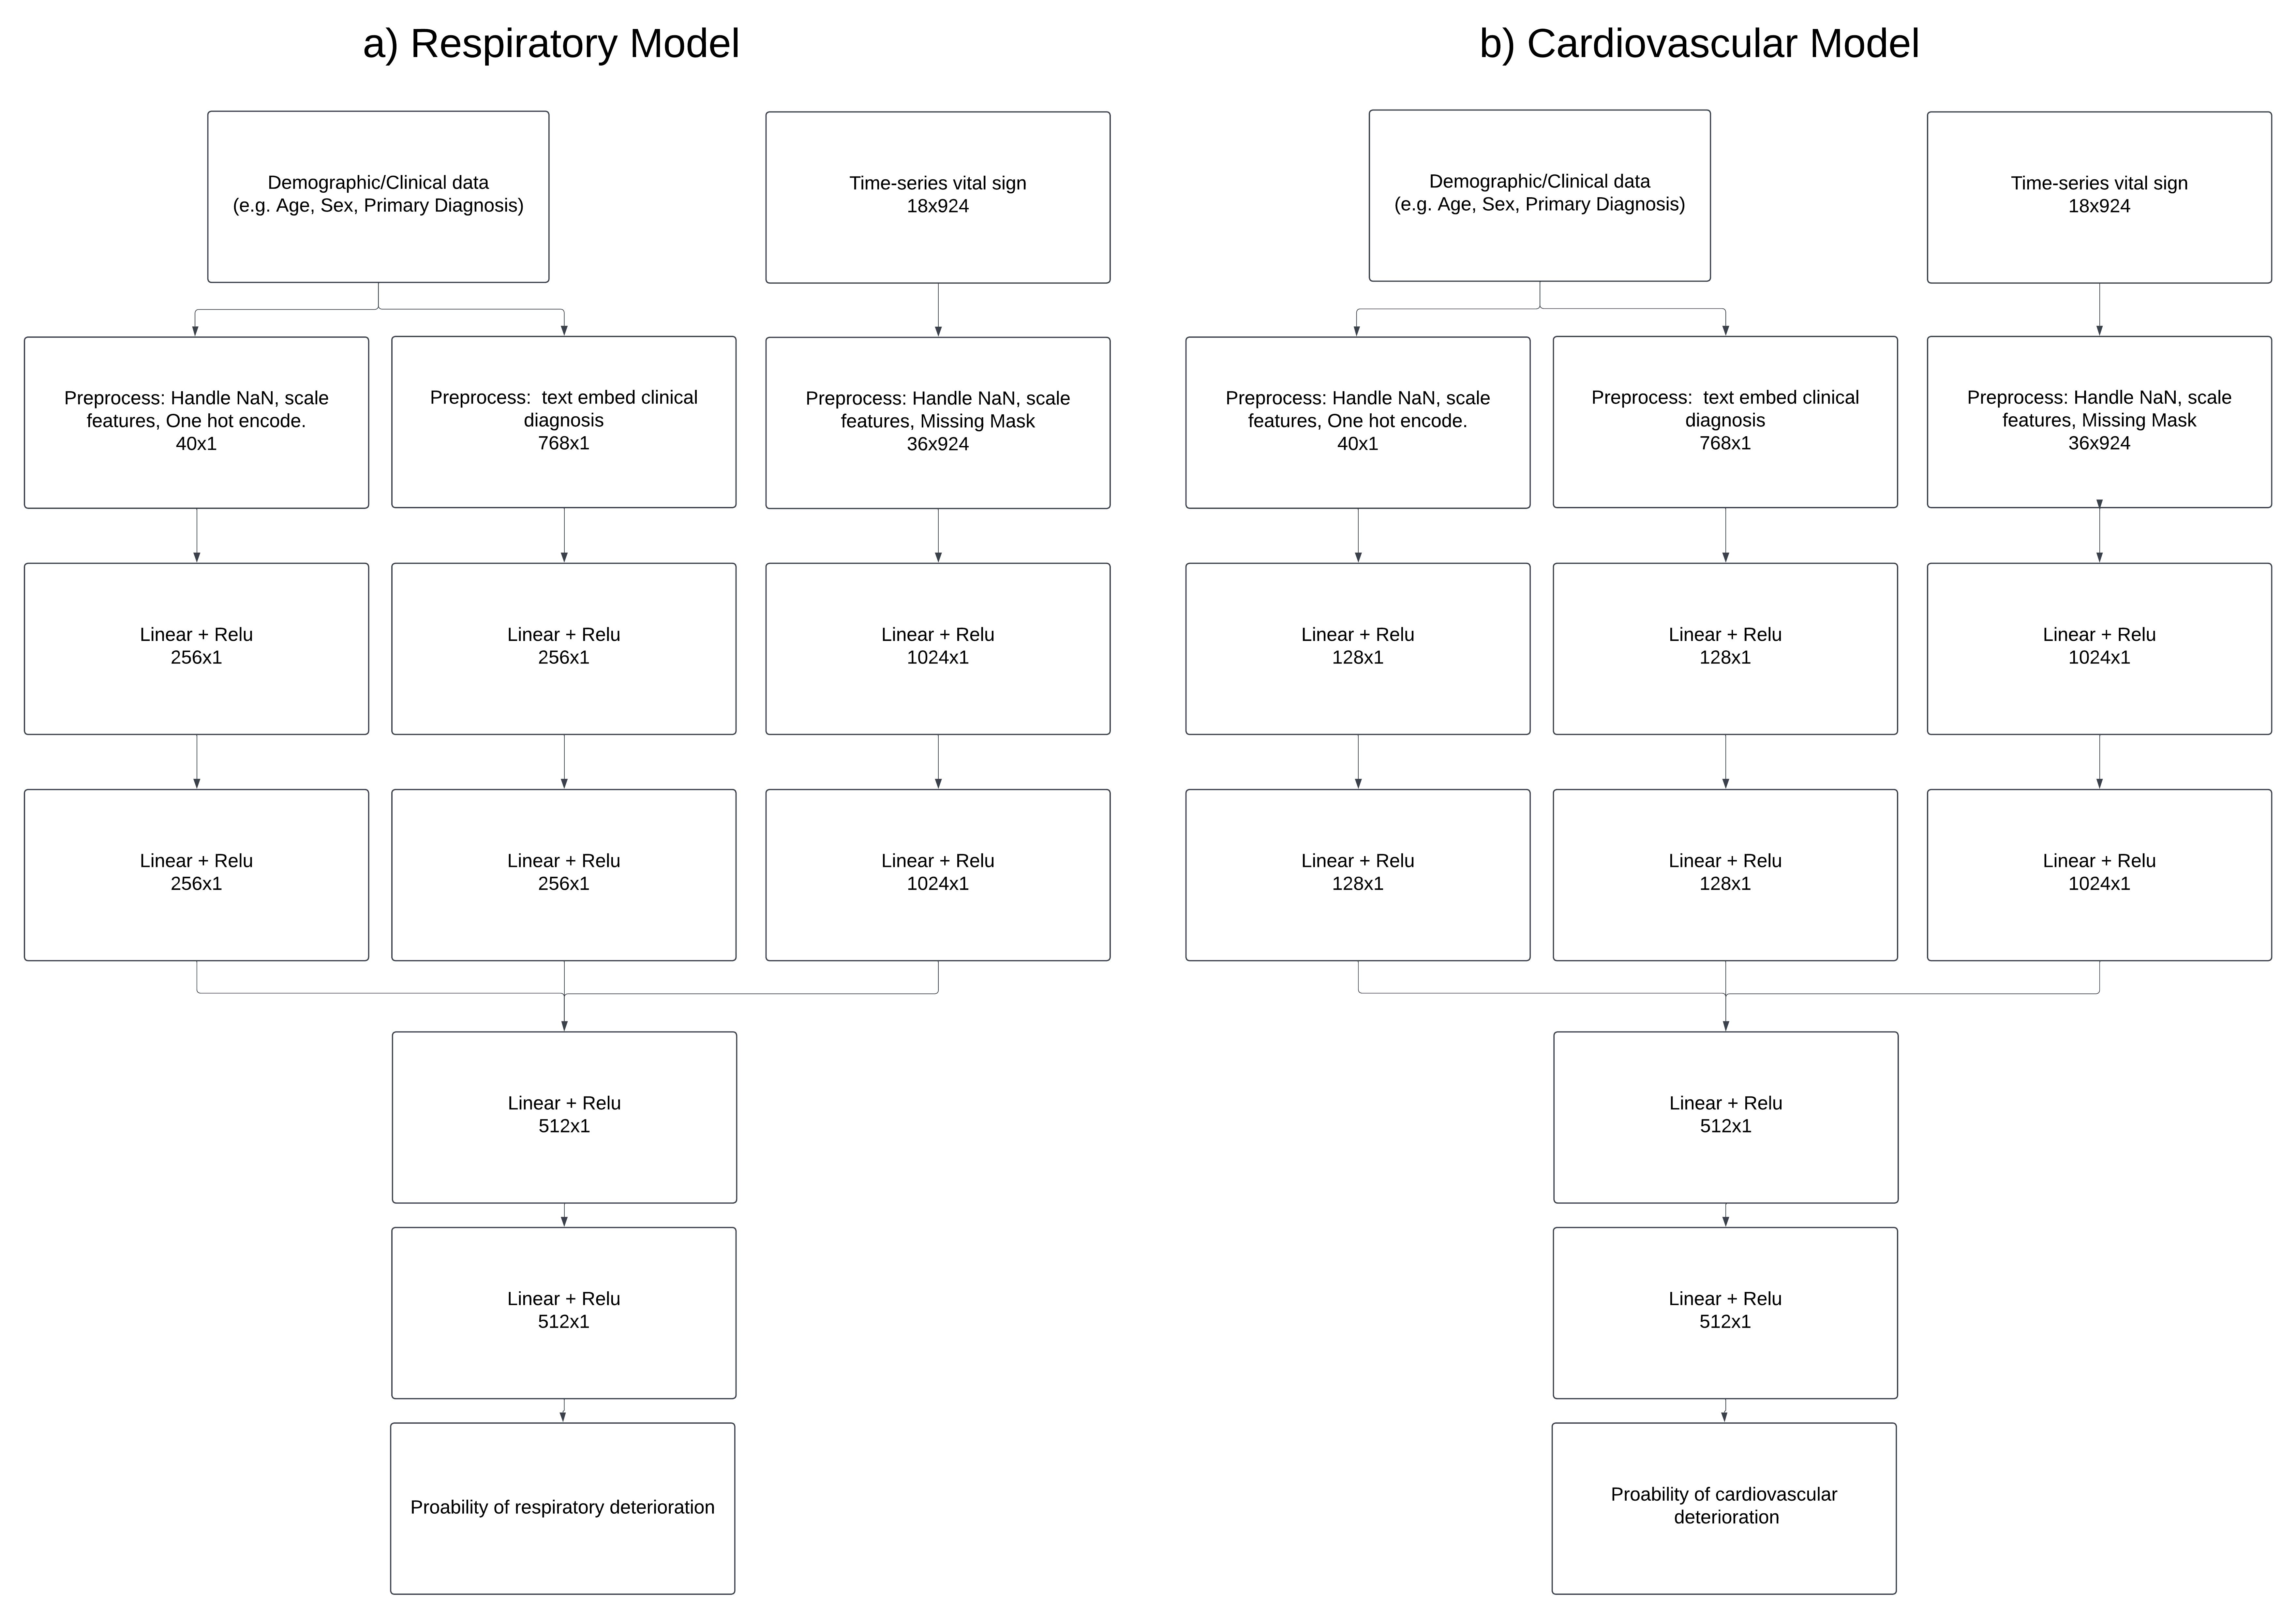 a) Respiratory Model
Demographic/Clinical data
(e.g. Age, Sex, Primary Diagnosis)
Time-series vital sign
18x924
Preprocess: Handle NaN, scale
features, One hot encode.
40x1
Preprocess:  text embed clinical
diagnosis
768x1
Preprocess: Handle NaN, scale
features, Missing Mask
36x924
Linear + Relu
256x1
Linear + Relu
256x1
Linear + Relu
1024x1
Linear + Relu
256x1
Linear + Relu
256x1
Linear + Relu
1024x1
Linear + Relu
512x1
Linear + Relu
512x1
Proability of respiratory deterioration
b) Cardiovascular Model
Demographic/Clinical data
(e.g. Age, Sex, Primary Diagnosis)
Time-series vital sign
18x924
Preprocess: Handle NaN, scale
features, One hot encode.
40x1
Preprocess:  text embed clinical
diagnosis
768x1
Preprocess: Handle NaN, scale
features, Missing Mask
36x924
Linear + Relu
128x1
Linear + Relu
128x1
Linear + Relu
1024x1
Linear + Relu
128x1
Linear + Relu
128x1
Linear + Relu
1024x1
Linear + Relu
512x1
Linear + Relu
512x1
Proability of cardiovascular
deterioration